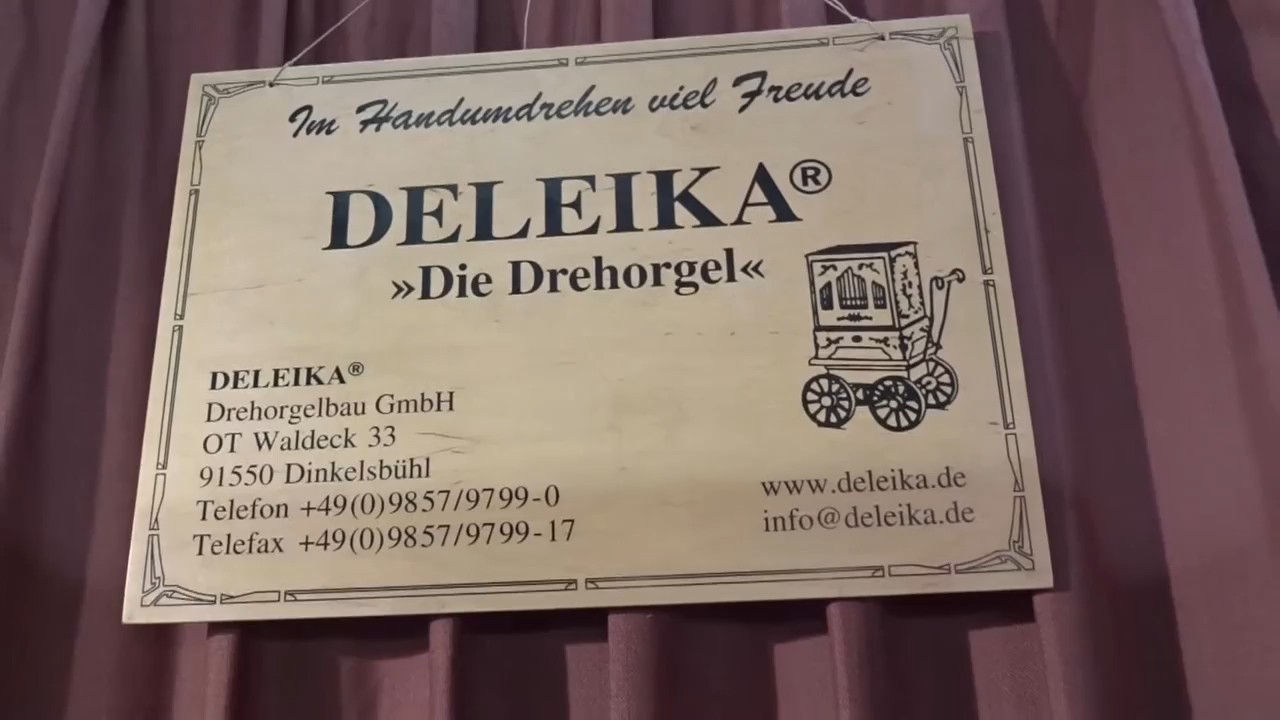 Im Handumdrehen viel Freude
DELEIKA®
»Die Drehorgel«
DELEIKA®
Drehorgelbau GmbH
OT Waldeck 33
91550 Dinkelsbühl
Telefon +49(0)9857/9799-0
Telefax +49(0)9857/9799-17
www.deleika.de
info@deleika.de